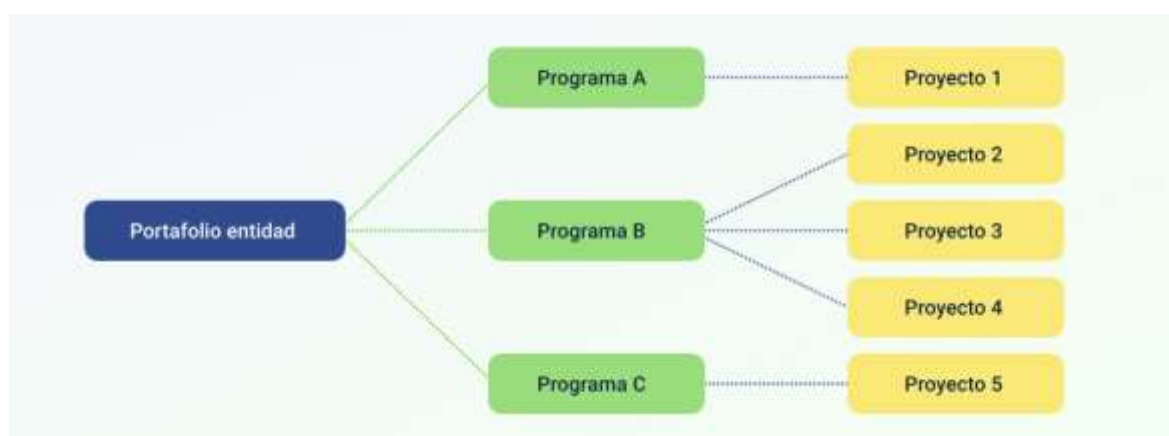 Programa A
Proyecto 1
Proyecto 2
Portafolio entidad
Programa B
Proyecto 3
Proyecto 4
Programa C
Proyecto 5